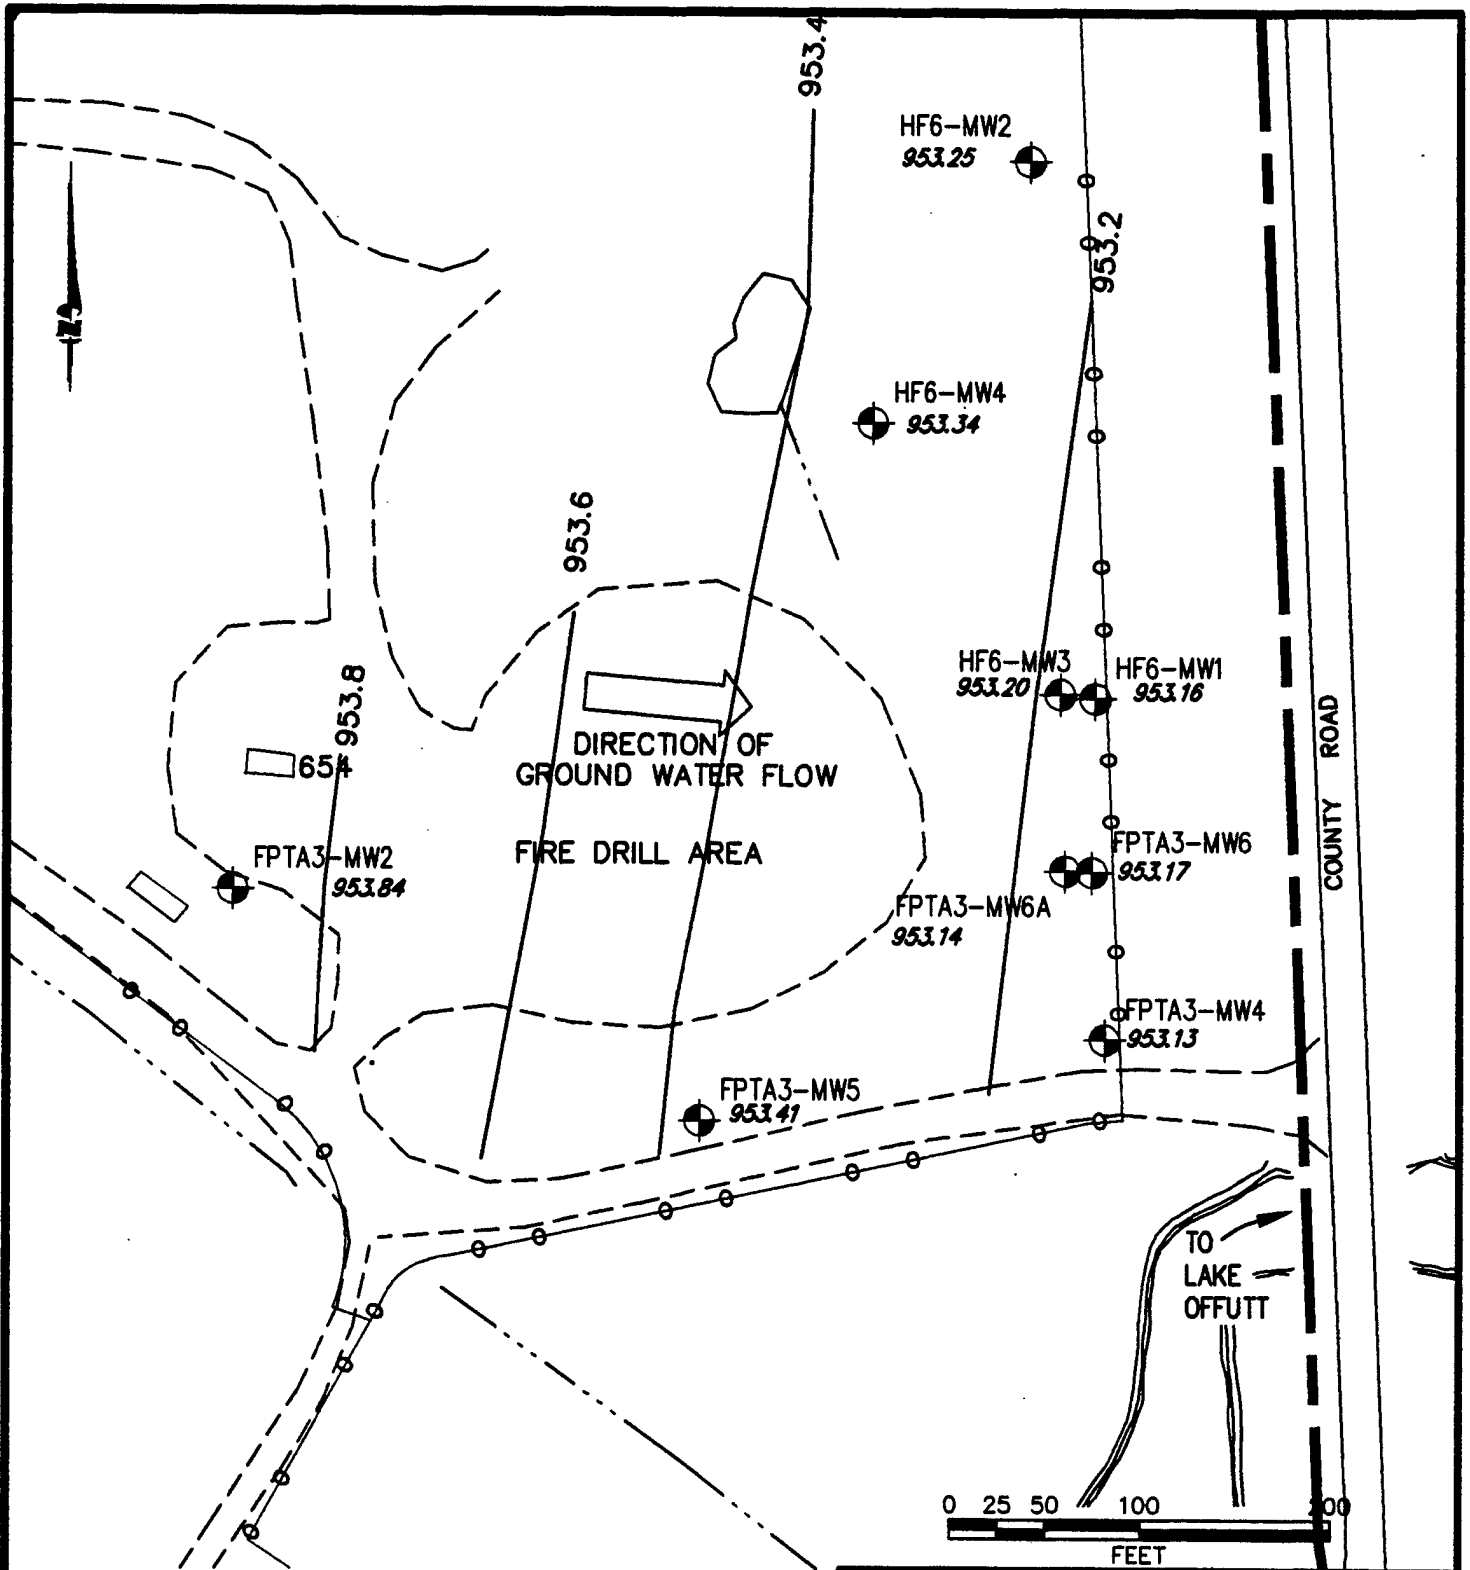 953.4
HF6-MW2
953.25
953.2
HF6-MW4
953.34
953.6
HF6-MW3
953.20
HF6-MW1
953.16
953.8
654
DIRECTION OF
GROUND WATER FLOW
COUNTY ROAD
FIRE DRILL AREA
FPTA3-MW2
953.84
FPTA3-MW6
953.17
FPTA3-MW6A
953.14
FPTA3-MW4
953.13
FPTA3-MW5
953.41
TO
LAKE
OFFUTT
0 25 50 100 200
FEET